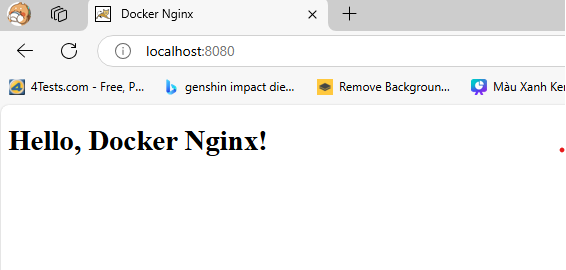 Docker Nginx
localhost:8080
4Tests.com - Free, P...
genshin impact die...
Remove Backgroun...
Màu Xanh Ker
Hello, Docker Nginx!